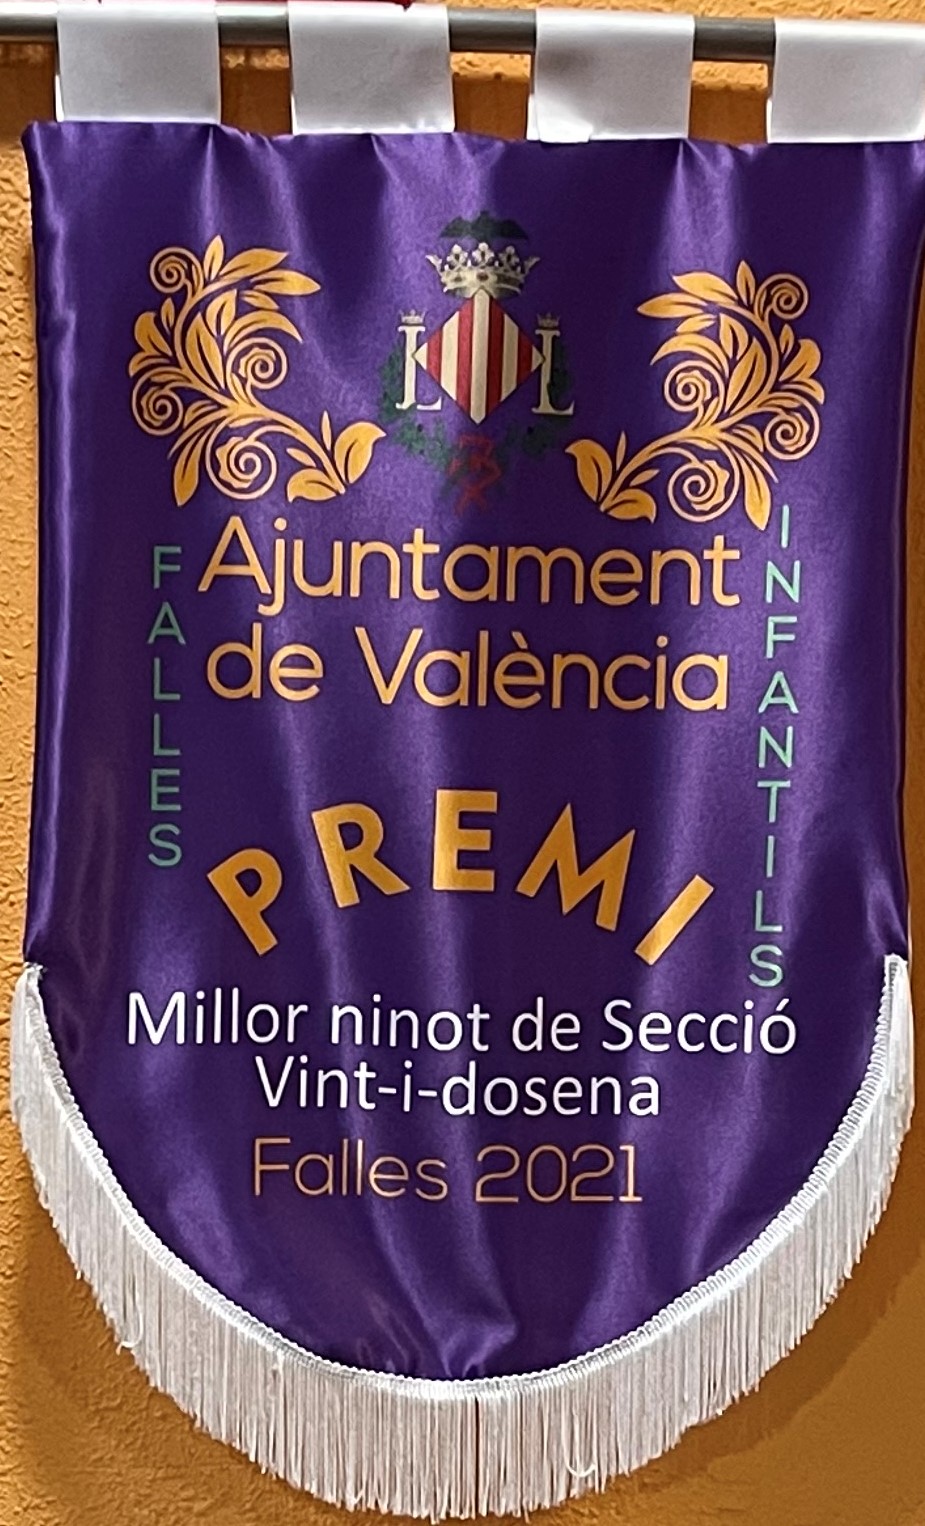 L L
Ajuntament
de València
FALLES
INFANTILS
PREMI
Millor ninot de Secció
Vint-i-dosena
Falles 2021